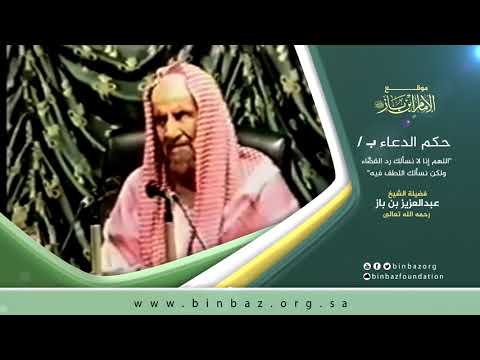 موقع
الإمام ابن باز
حكم الدعاء ب /
"اللهم إنا لا نسألك رد القضاء
ولكن نسألك اللطف فيه"
فضيلة الشيخ
عبدالعزيز بن باز
رحمه الله تعالى
binbazorg
binbazfoundation
www.binbaz.org.sa